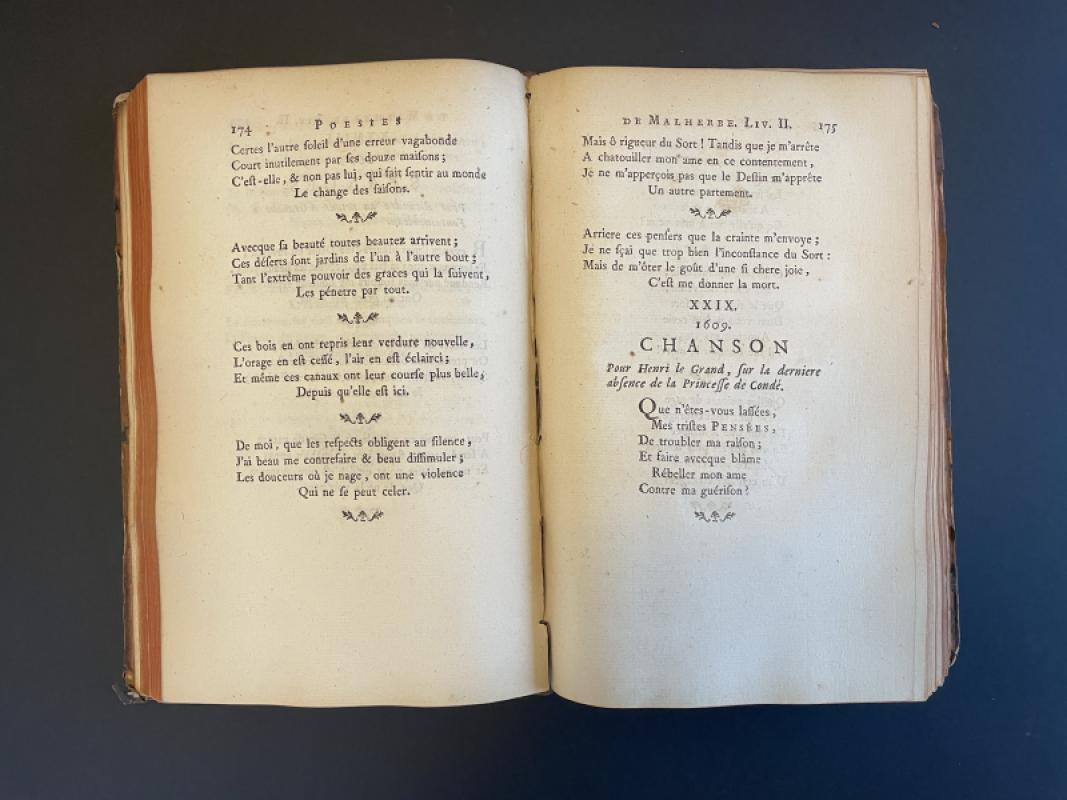 174 POESIES
Certes l'autre soleil d'une erreur vagabonde
Court inutilement par ses douze maisons ;
C'est-elle, & non pas lui, qui fait sentir au monde
Le change des saisons.
Avecque sa beauté toutes beautez arrivent ;
Ces déserts sont jardins de l'un à l'autre bout ;
Tant l'extrême pouvoir des graces qui la suivent,
Les pénetre par tout.
Ces bois en ont repris leur verdure nouvelle,
L'orage en est cessé, l'air en est éclairci ;
Et même ces canaux ont leur course plus belle,
Depuis qu'elle est ici.
De moi, que les respects obligent au silence,
J'ai beau me contrefaire & beau dissimuler ;
Les douceurs où je nage, ont une violence
Qui ne se peut celer.
DE MALHERBE. LIV. II. 175
Mais ô rigueur du Sort ! Tandis que je m'arrête
A chatouiller mon ame en ce contentement,
Je ne m'apperçois pas que le Destin m'apprête
Un autre partement.
Arriere ces pensers que la crainte m'envoye ;
Je ne sçai que trop bien l'inconstance du Sort :
Mais de m'ôter le goût d'une si chere joie,
C'est me donner la mort.
XXIX.
1609.
CHANSON
Pour Henri le Grand, sur la derniere
absence de la Princesse de Condé.
Que n'êtes-vous lassées,
Mes tristes PENSÉES,
De troubler ma raison ;
Et faire avecque blâme
Rébeller mon ame
Contre ma guérison ?